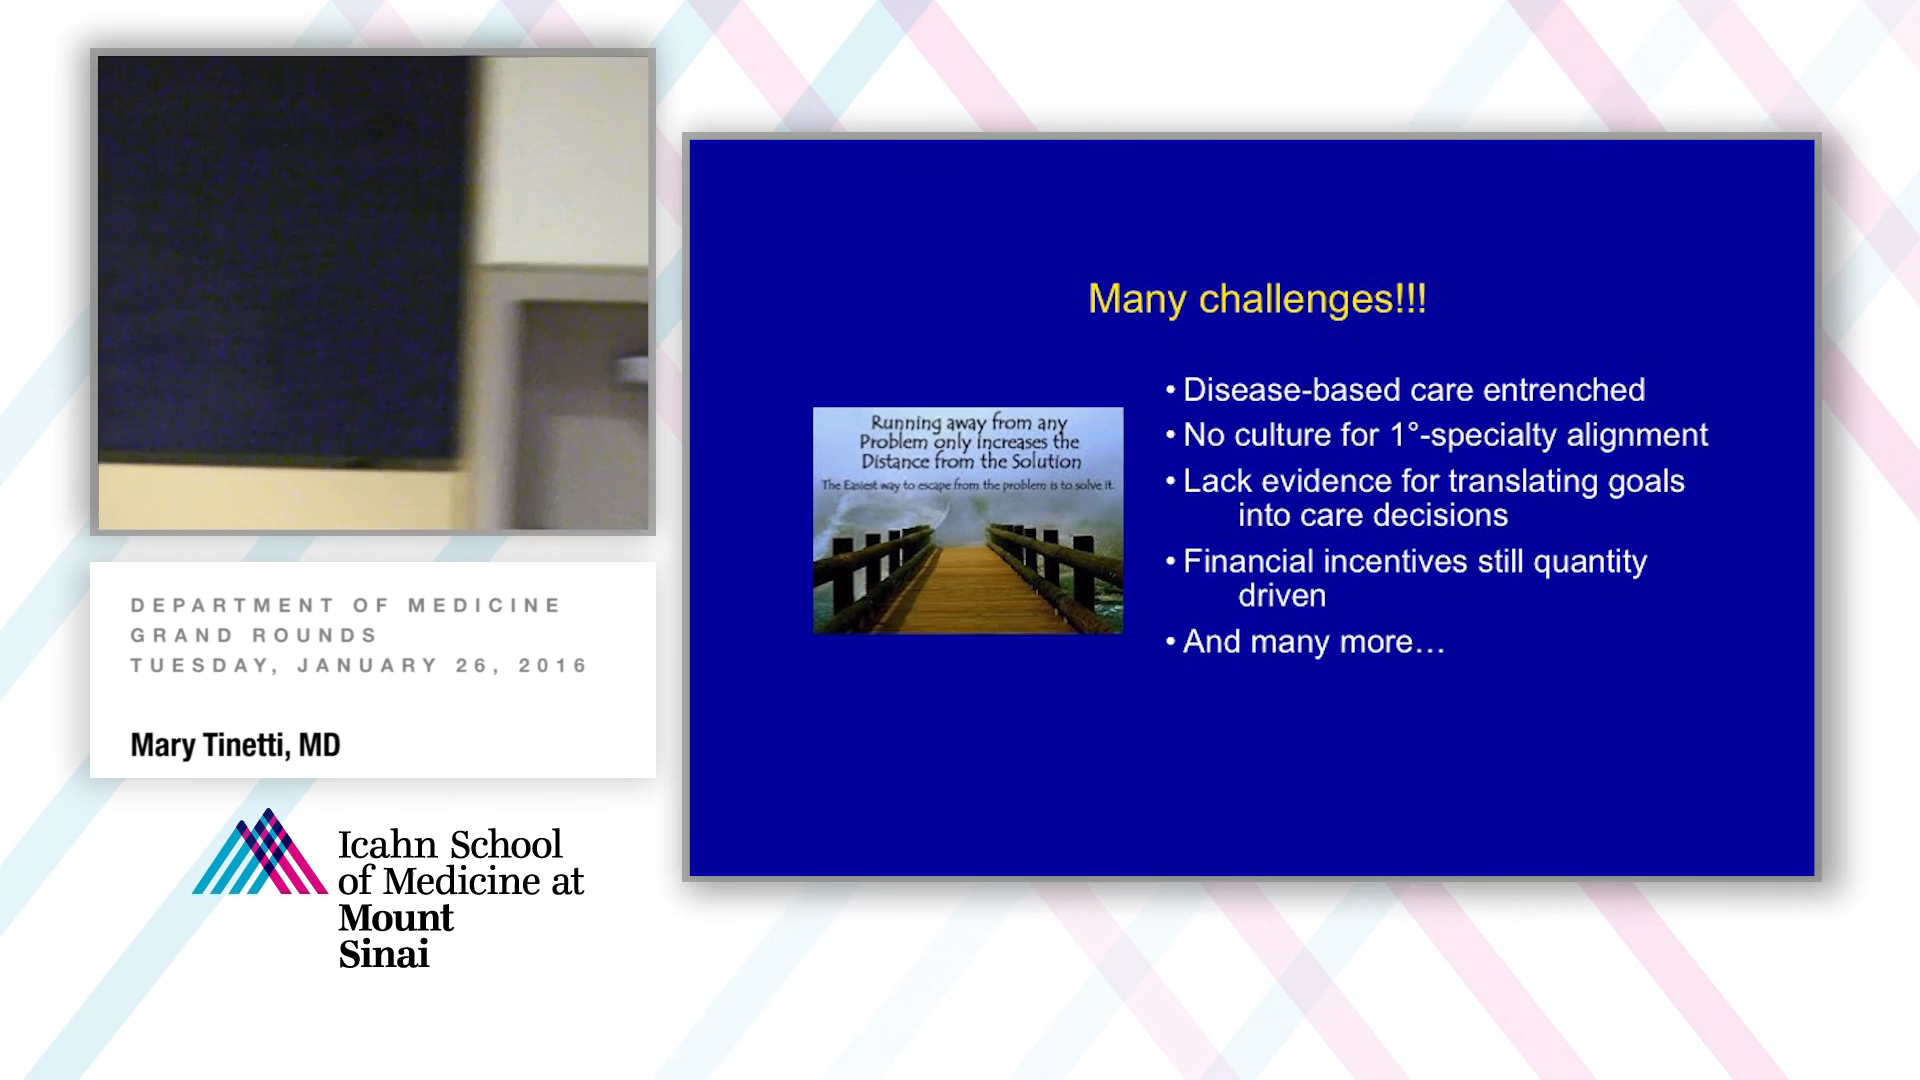 DEPARTMENT OF MEDICINE
GRAND ROUNDS
TUESDAY, JANUARY 26, 2016
Mary Tinetti, MD
Icahn School
of Medicine at
Mount
Sinai
Many challenges!!!
Running away from any
Problem only increases the
Distance from the Solution
The Easiest way to escape from the problem is to solve it.
• Disease-based care entrenched
• No culture for 1°-specialty alignment
• Lack evidence for translating goals
into care decisions
• Financial incentives still quantity
driven
• And many more…